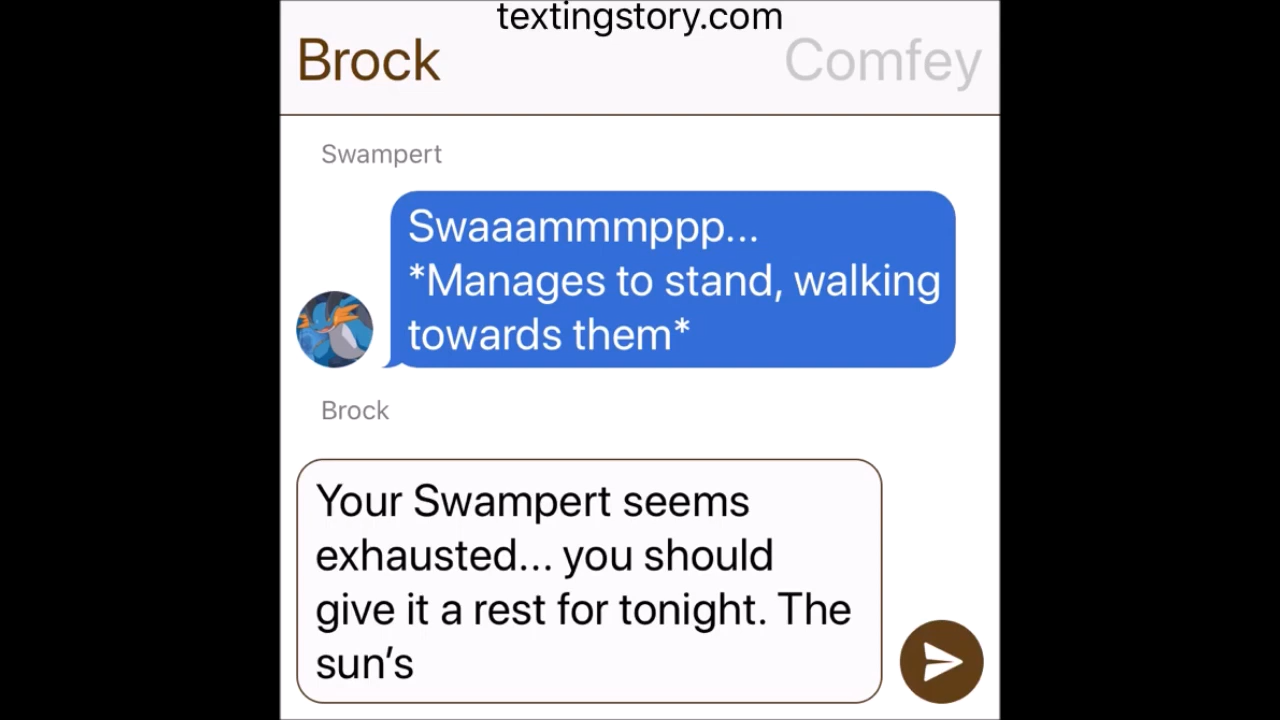 textingstory.com
Brock Comfey
Swampert
Swaaammmppp...
*Manages to stand, walking
towards them*
Brock
Your Swampert seems
exhausted... you should
give it a rest for tonight. The
sun’s